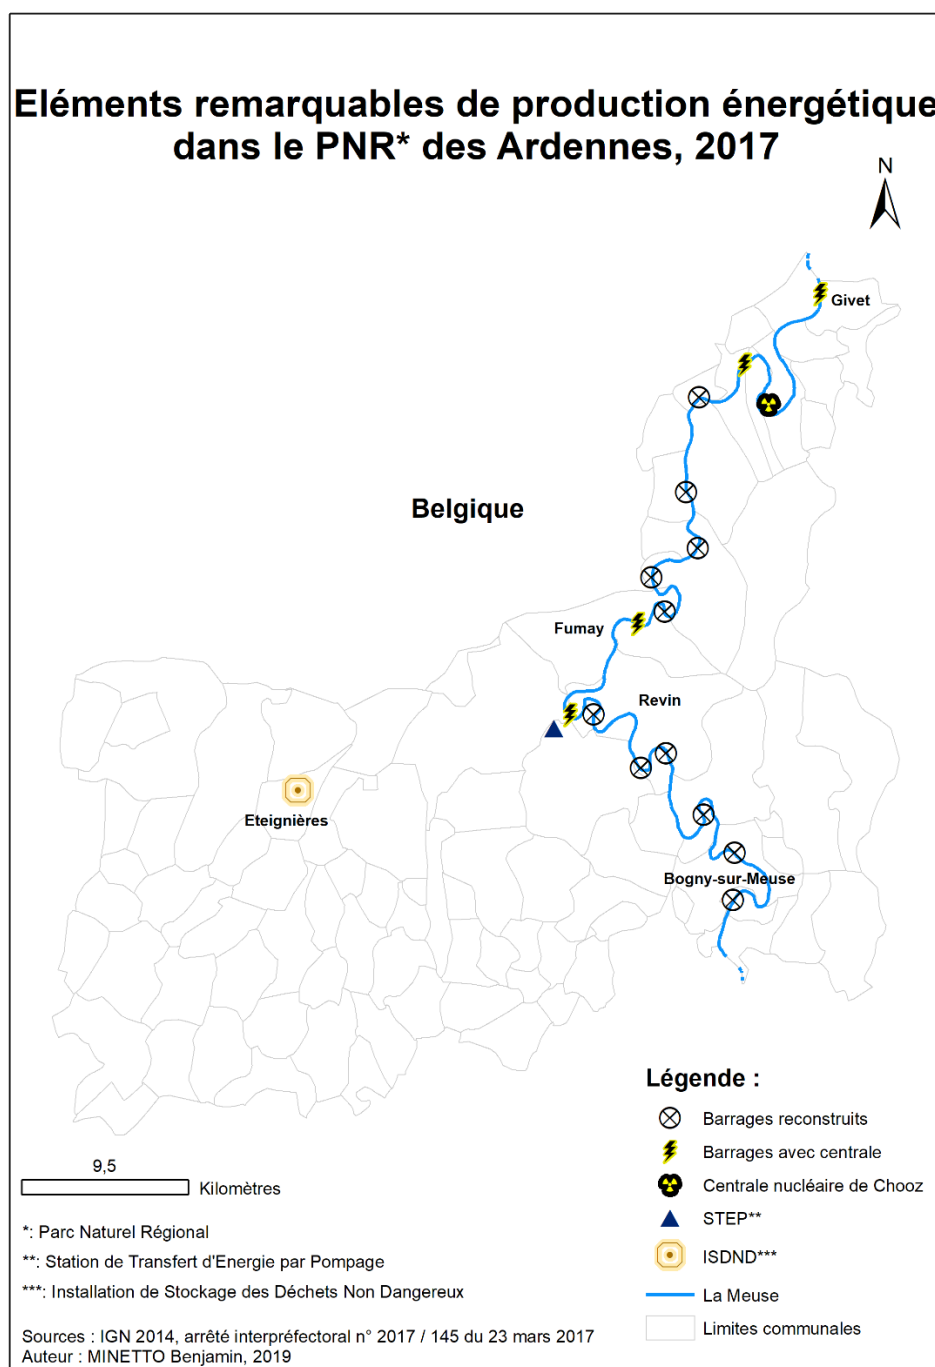 Eléments remarquables de production énergétique
dans le PNR* des Ardennes, 2017
N
Givet
Belgique
Fumay
Revin
Eteignières
Bogny-sur-Meuse
Légende :
Barrages reconstruits
Barrages avec centrale
Centrale nucléaire de Chooz
STEP**
ISDND***
La Meuse
Limites communales
9,5
Kilomètres
*: Parc Naturel Régional
**: Station de Transfert d'Energie par Pompage
***: Installation de Stockage des Déchets Non Dangereux
Sources : IGN 2014, arrêté interpréfectoral n° 2017 / 145 du 23 mars 2017
Auteur : MINETTO Benjamin, 2019